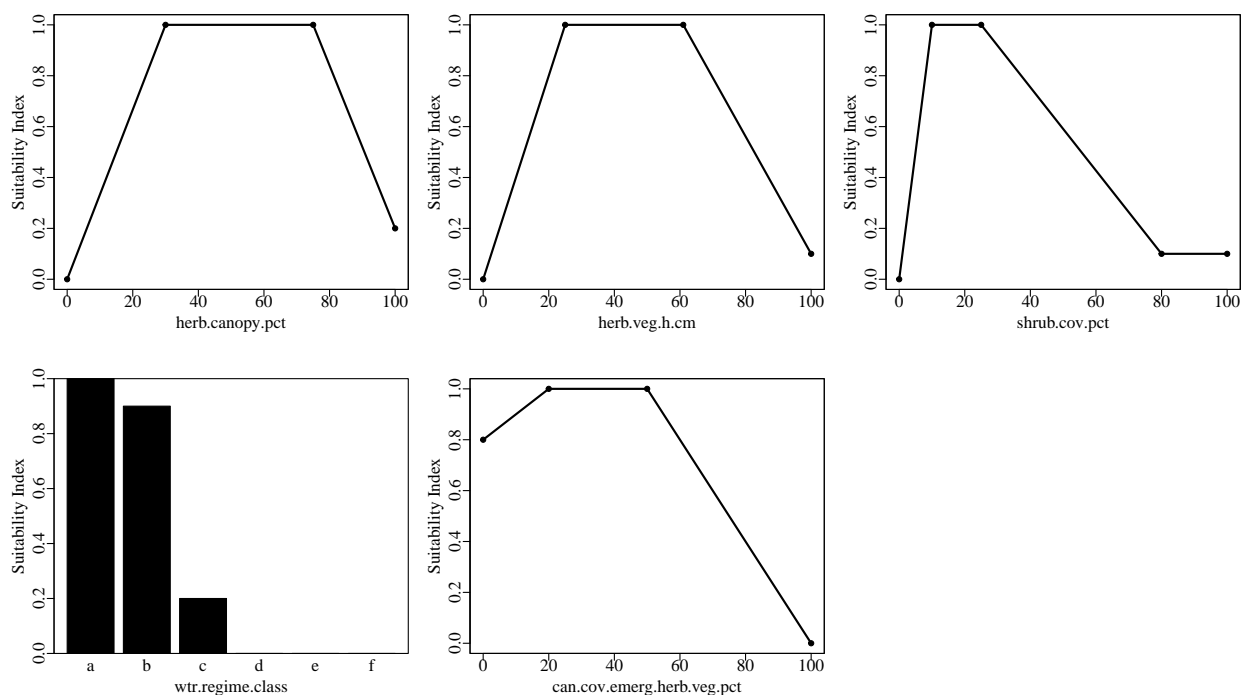 Suitability Index
0.0 0.2 0.4 0.6 0.8 1.0
0 20 40 60 80 100
herb.canopy.pct
Suitability Index
0.0 0.2 0.4 0.6 0.8 1.0
0 20 40 60 80 100
herb.veg.h.cm
Suitability Index
0.0 0.2 0.4 0.6 0.8 1.0
0 20 40 60 80 100
shrub.cov.pct
Suitability Index
0.0 0.2 0.4 0.6 0.8 1.0
a b c d e f
wtr.regime.class
Suitability Index
0.0 0.2 0.4 0.6 0.8 1.0
0 20 40 60 80 100
can.cov.emerg.herb.veg.pct